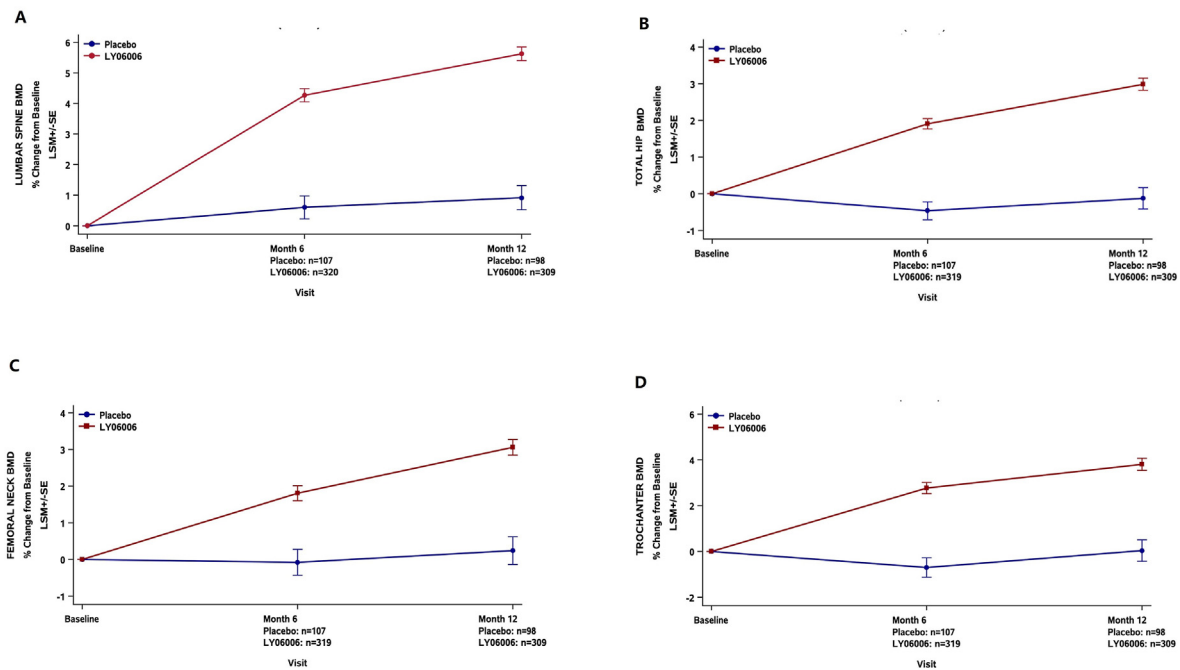 A
LUMBAR SPINE BMD
% Change from Baseline
LSM+/-SE
6
5
4
3
2
1
0
Placebo
LY06006
Baseline
Month 6
Placebo: n=107
LY06006: n=320
Month 12
Placebo: n=98
LY06006: n=309
Visit
B
TOTAL HIP BMD
% Change from Baseline
LSM+/-SE
4
3
2
1
0
-1
Placebo
LY06006
Baseline
Month 6
Placebo: n=107
LY06006: n=319
Month 12
Placebo: n=98
LY06006: n=309
Visit
C
FEMORAL NECK BMD
% Change from Baseline
LSM+/-SE
4
3
2
1
0
-1
Placebo
LY06006
Baseline
Month 6
Placebo: n=107
LY06006: n=319
Month 12
Placebo: n=98
LY06006: n=309
Visit
D
TROCHANTER BMD
% Change from Baseline
LSM+/-SE
6
4
2
0
-2
Placebo
LY06006
Baseline
Month 6
Placebo: n=107
LY06006: n=319
Month 12
Placebo: n=98
LY06006: n=309
Visit